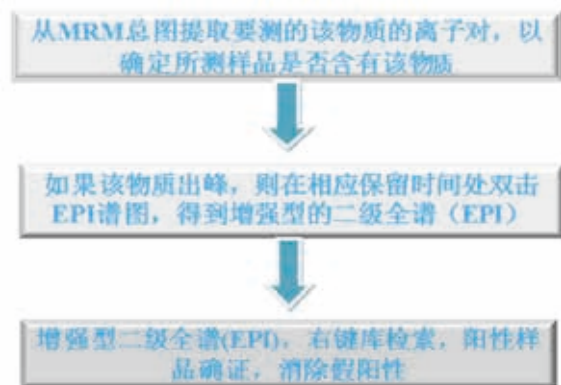 从MRM总图提取要测的该物质的离子对，以
确定所测样品是否含有该物质
如果该物质出峰，则在相应保留时间处双击
EPI谱图，得到增强型的二级全谱（EPI）
增强型二级全谱(EPI)，右键库检索，阳性样
品确证，消除假阳性